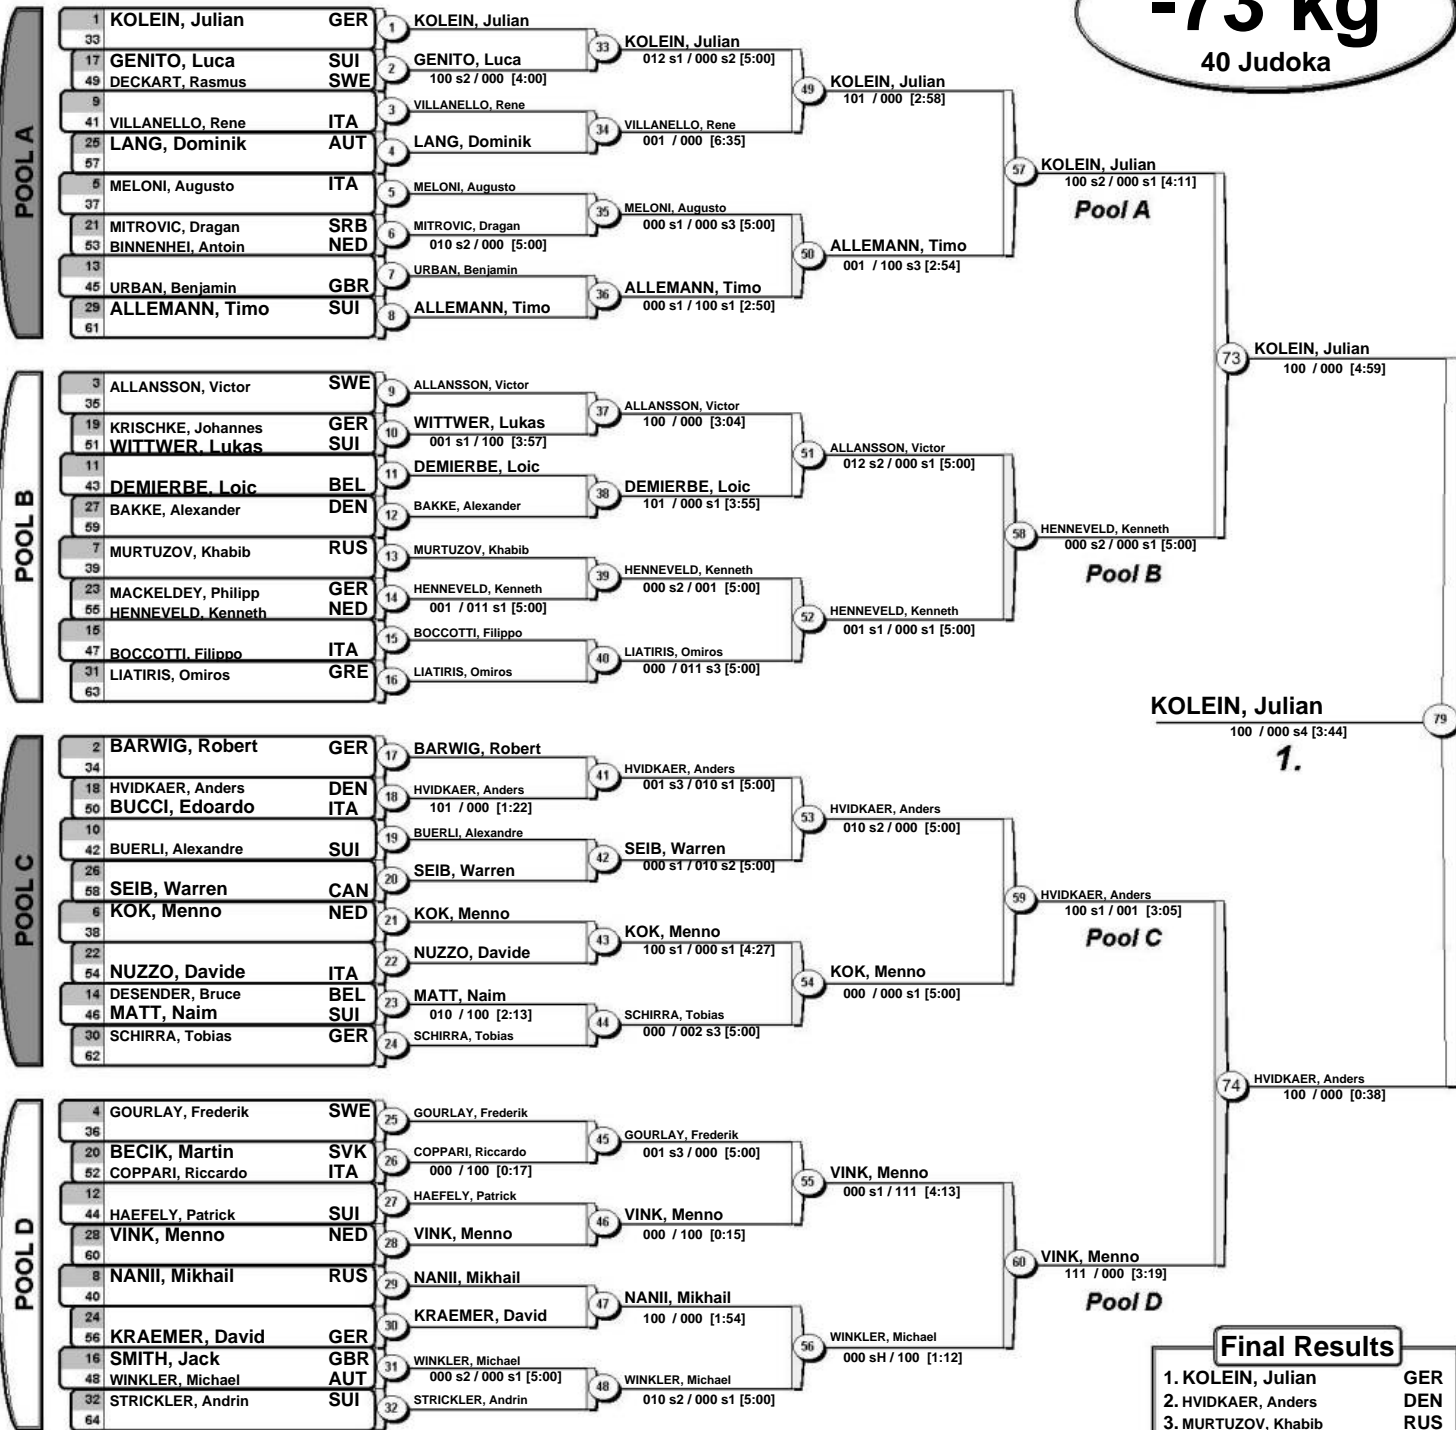 -73 kg
40 Judoka
POOL A
1 KOLEIN, Julian GER
33
17 GENITO, Luca SUI
49 DECKART, Rasmus SWE
9
41 VILLANELLO, Rene ITA
25 LANG, Dominik AUT
57
5 MELONI, Augusto ITA
37
21 MITROVIC, Dragan SRB
53 BINNENHEI, Antoin NED
13
45 URBAN, Benjamin GBR
29 ALLEMANN, Timo SUI
61
1 KOLEIN, Julian
2 GENITO, Luca
100 s2 / 000 [4:00]
3 VILLANELLO, Rene
4 LANG, Dominik
5 MELONI, Augusto
6 MITROVIC, Dragan
010 s2 / 000 [5:00]
7 URBAN, Benjamin
8 ALLEMANN, Timo
33 KOLEIN, Julian
012 s1 / 000 s2 [5:00]
34 VILLANELLO, Rene
001 / 000 [6:35]
35 MELONI, Augusto
000 s1 / 000 s3 [5:00]
36 ALLEMANN, Timo
000 s1 / 100 s1 [2:50]
49 KOLEIN, Julian
101 / 000 [2:58]
50 ALLEMANN, Timo
001 / 100 s3 [2:54]
57 KOLEIN, Julian
100 s2 / 000 s1 [4:11]
Pool A
POOL B
3 ALLANSSON, Victor SWE
35
19 KRISCHKE, Johannes GER
51 WITTWER, Lukas SUI
11
43 DEMIERBE, Loic BEL
27 BAKKE, Alexander DEN
59
7 MURTUZOV, Khabib RUS
39
23 MACKELDEY, Philipp GER
55 HENNEVELD, Kenneth NED
15
47 BOCCOTTI, Filippo ITA
31 LIATIRIS, Omiros GRE
63
9 ALLANSSON, Victor
10 WITTWER, Lukas
001 s1 / 100 [3:57]
11 DEMIERBE, Loic
12 BAKKE, Alexander
13 MURTUZOV, Khabib
14 HENNEVELD, Kenneth
001 / 011 s1 [5:00]
15 BOCCOTTI, Filippo
16 LIATIRIS, Omiros
37 ALLANSSON, Victor
100 / 000 [3:04]
38 DEMIERBE, Loic
101 / 000 s1 [3:55]
39 HENNEVELD, Kenneth
000 s2 / 001 [5:00]
40 LIATIRIS, Omiros
000 / 011 s3 [5:00]
51 ALLANSSON, Victor
012 s2 / 000 s1 [5:00]
52 HENNEVELD, Kenneth
001 s1 / 000 s1 [5:00]
58 HENNEVELD, Kenneth
000 s2 / 000 s1 [5:00]
Pool B
73 KOLEIN, Julian
100 / 000 [4:59]
KOLEIN, Julian 79
100 / 000 s4 [3:44]
1.
POOL C
2 BARWIG, Robert GER
34
18 HVIDKAER, Anders DEN
50 BUCCI, Edoardo ITA
10
42 BUERLI, Alexandre SUI
26
58 SEIB, Warren CAN
6 KOK, Menno NED
38
22
54 NUZZO, Davide ITA
14 DESENDER, Bruce BEL
46 MATT, Naim SUI
30 SCHIRRA, Tobias GER
62
17 BARWIG, Robert
18 HVIDKAER, Anders
101 / 000 [1:22]
19 BUERLI, Alexandre
20 SEIB, Warren
21 KOK, Menno
22 NUZZO, Davide
23 MATT, Naim
010 / 100 [2:13]
24 SCHIRRA, Tobias
41 HVIDKAER, Anders
001 s3 / 010 s1 [5:00]
42 SEIB, Warren
000 s1 / 010 s2 [5:00]
43 KOK, Menno
100 s1 / 000 s1 [4:27]
44 SCHIRRA, Tobias
000 / 002 s3 [5:00]
53 HVIDKAER, Anders
010 s2 / 000 [5:00]
54 KOK, Menno
000 / 000 s1 [5:00]
59 HVIDKAER, Anders
100 s1 / 001 [3:05]
Pool C
POOL D
4 GOURLAY, Frederik SWE
36
20 BECIK, Martin SVK
52 COPPARI, Riccardo ITA
12
44 HAEFELY, Patrick SUI
28 VINK, Menno NED
60
8 NANII, Mikhail RUS
40
24
56 KRAEMER, David GER
16 SMITH, Jack GBR
48 WINKLER, Michael AUT
32 STRICKLER, Andrin SUI
64
25 GOURLAY, Frederik
26 COPPARI, Riccardo
000 / 100 [0:17]
27 HAEFELY, Patrick
28 VINK, Menno
29 NANII, Mikhail
30 KRAEMER, David
31 WINKLER, Michael
000 s2 / 000 s1 [5:00]
32 STRICKLER, Andrin
45 GOURLAY, Frederik
001 s3 / 000 [5:00]
46 VINK, Menno
000 / 100 [0:15]
47 NANII, Mikhail
100 / 000 [1:54]
48 WINKLER, Michael
010 s2 / 000 s1 [5:00]
55 VINK, Menno
000 s1 / 111 [4:13]
56 WINKLER, Michael
000 sH / 100 [1:12]
60 VINK, Menno
111 / 000 [3:19]
Pool D
74 HVIDKAER, Anders
100 / 000 [0:38]
Final Results
1. KOLEIN, Julian GER
2. HVIDKAER, Anders DEN
3. MURTUZOV, Khabib RUS